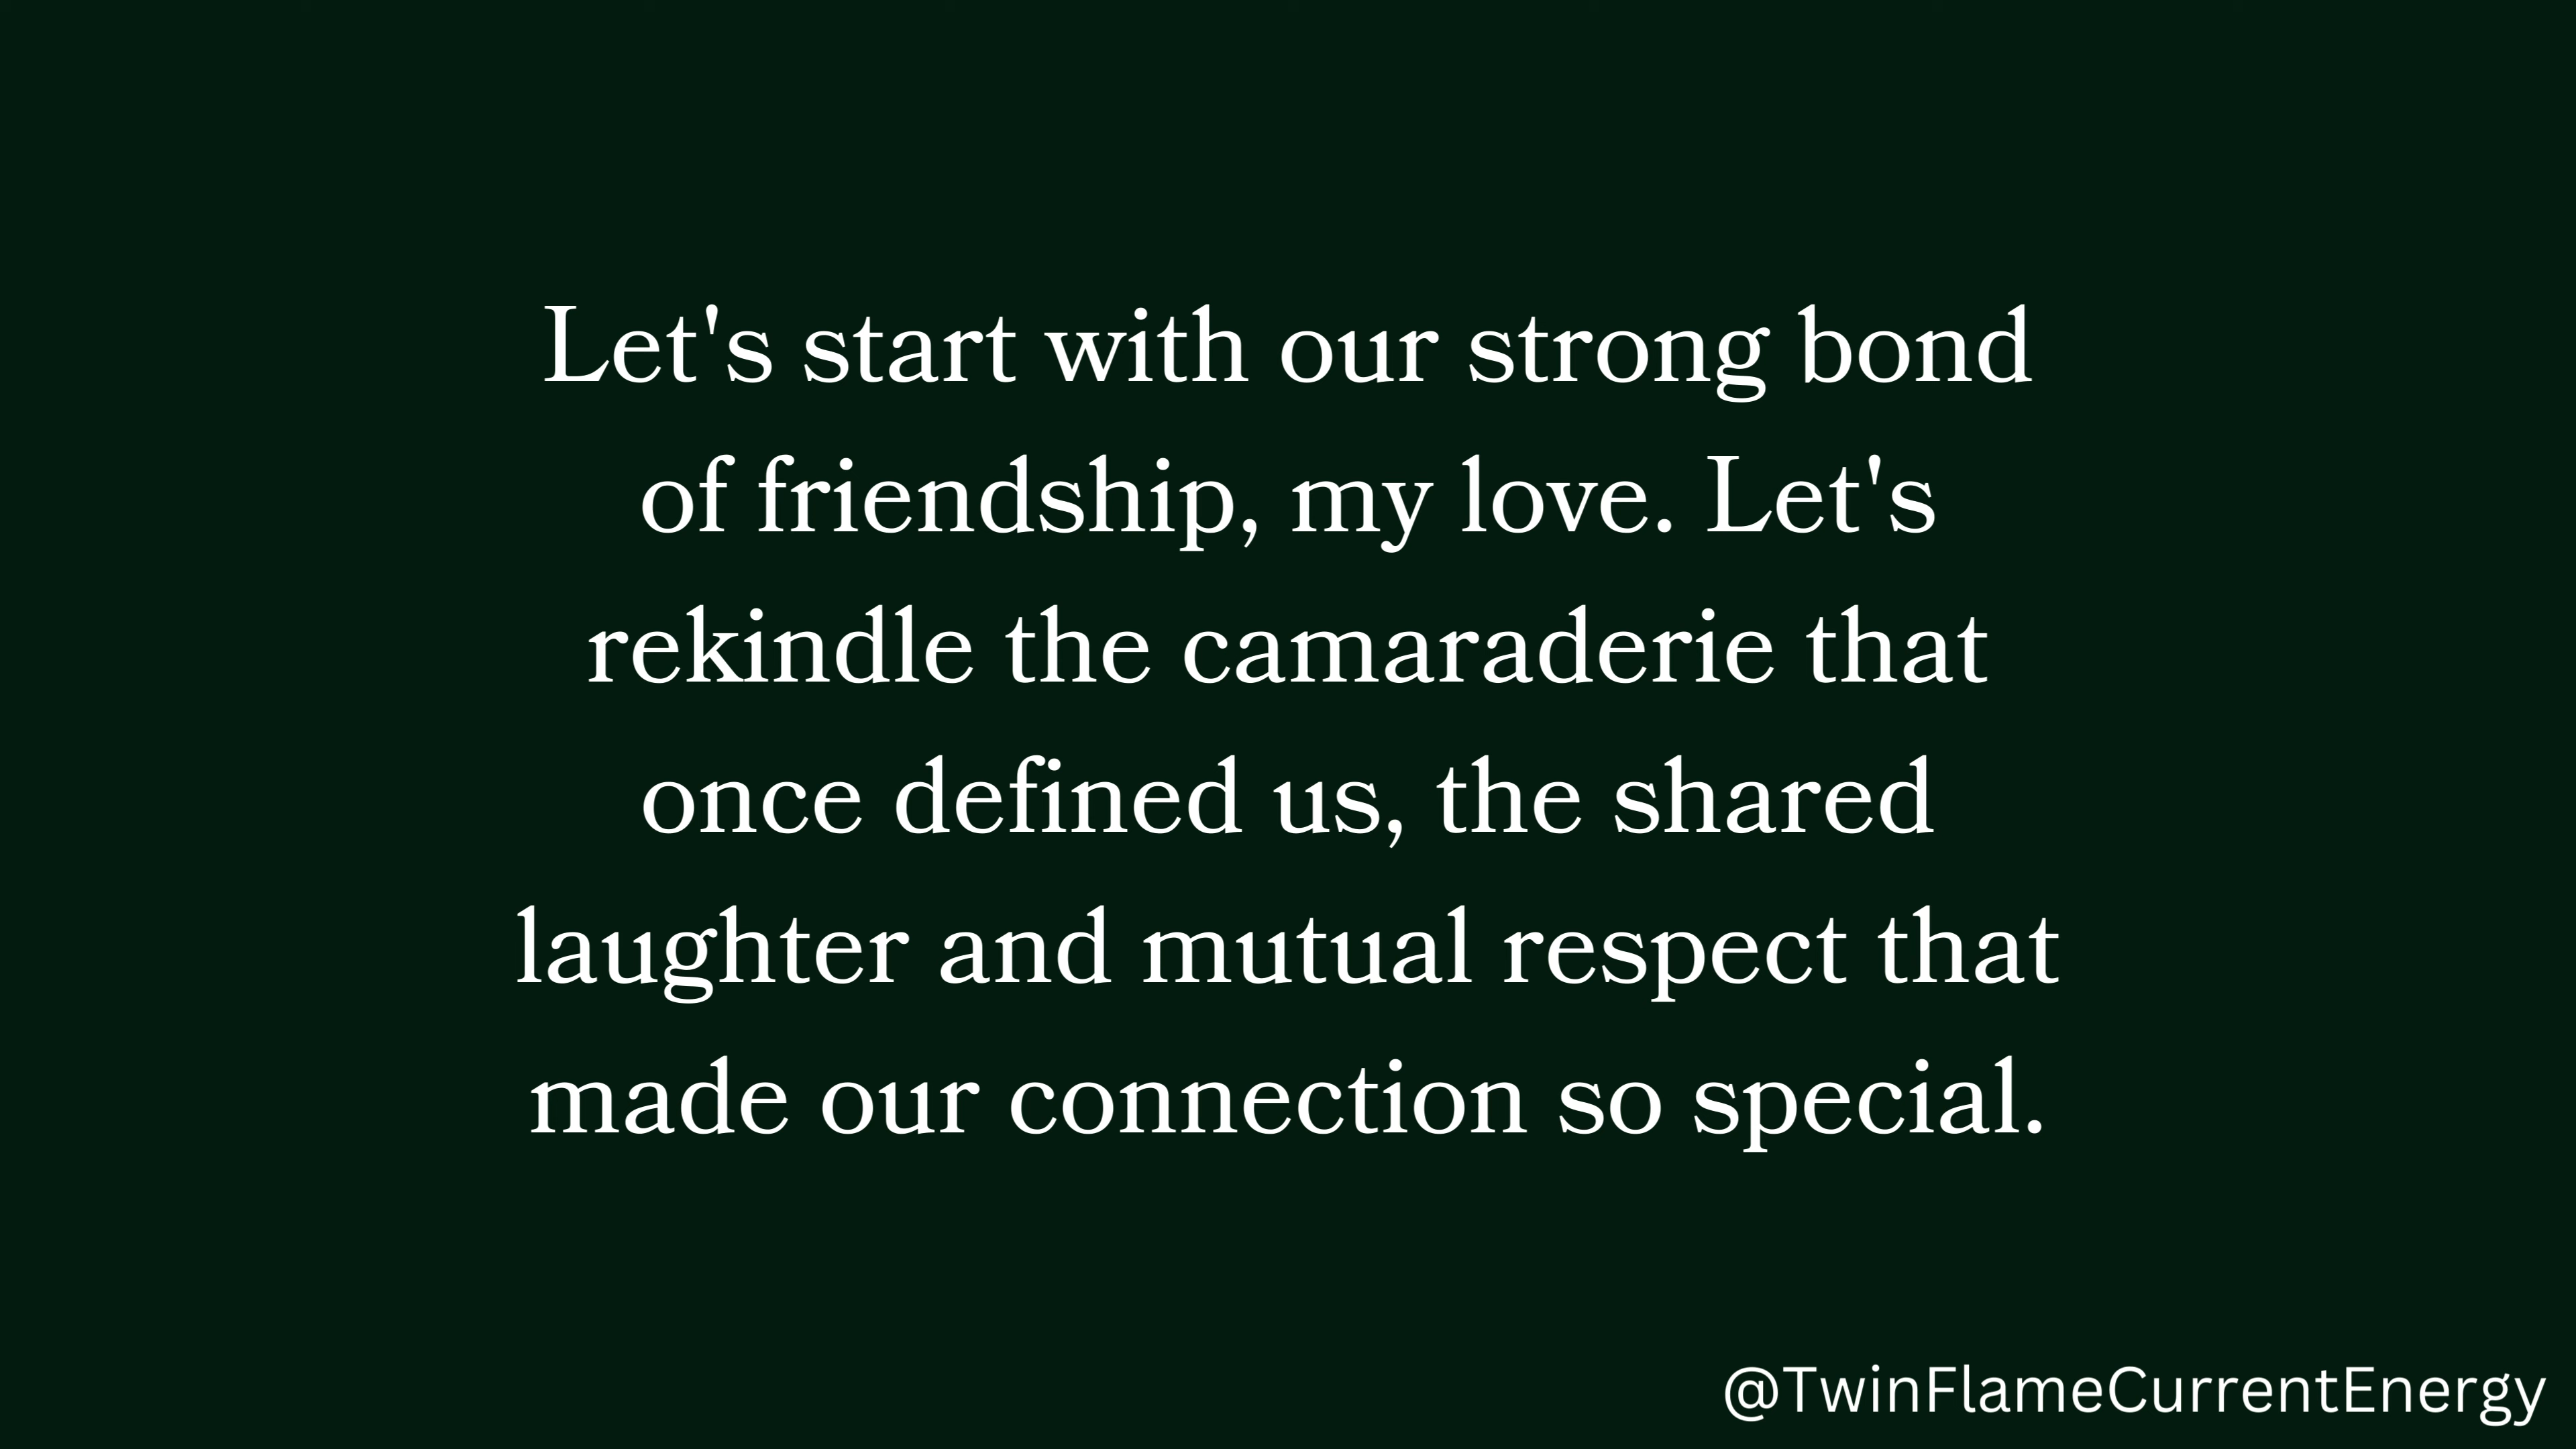 Let's start with our strong bond
of friendship, my love. Let's
rekindle the camaraderie that
once defined us, the shared
laughter and mutual respect that
made our connection so special.
@TwinFlameCurrentEnergy